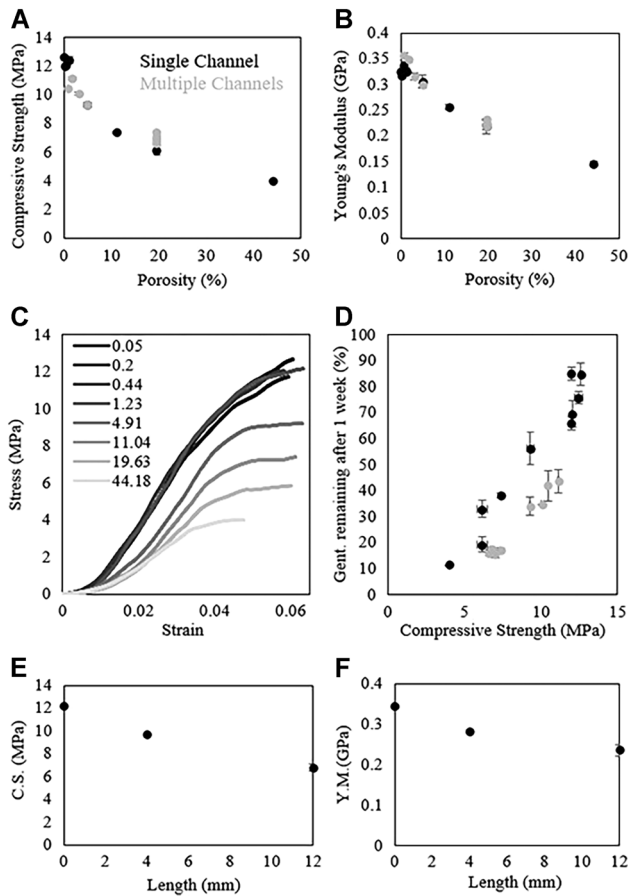 A
Compressive Strength (MPa)
14
12
10
8
6
4
2
0
Single Channel
Multiple Channels
0 20 40 60
Porosity (%)
B
Young's Modulus (GPa)
0.4
0.35
0.3
0.25
0.2
0.15
0.1
0.05
0
0 20 40 60
Porosity (%)
C
Stress (MPa)
14
12
10
8
6
4
2
0
0.05
0.2
0.44
1.23
4.91
11.04
19.63
44.18
0 0.02 0.04 0.06
Strain
D
Gent. remaining after 1 week (%)
100
90
80
70
60
50
40
30
20
10
0
0 5 10 15
Compressive Strength (MPa)
E
C.S. (MPa)
14
12
10
8
6
4
2
0
0 2 4 6 8 10 12
Length (mm)
F
Y.M.(GPa)
0.4
0.3
0.2
0.1
0
0 2 4 6 8 10 12
Length (mm)